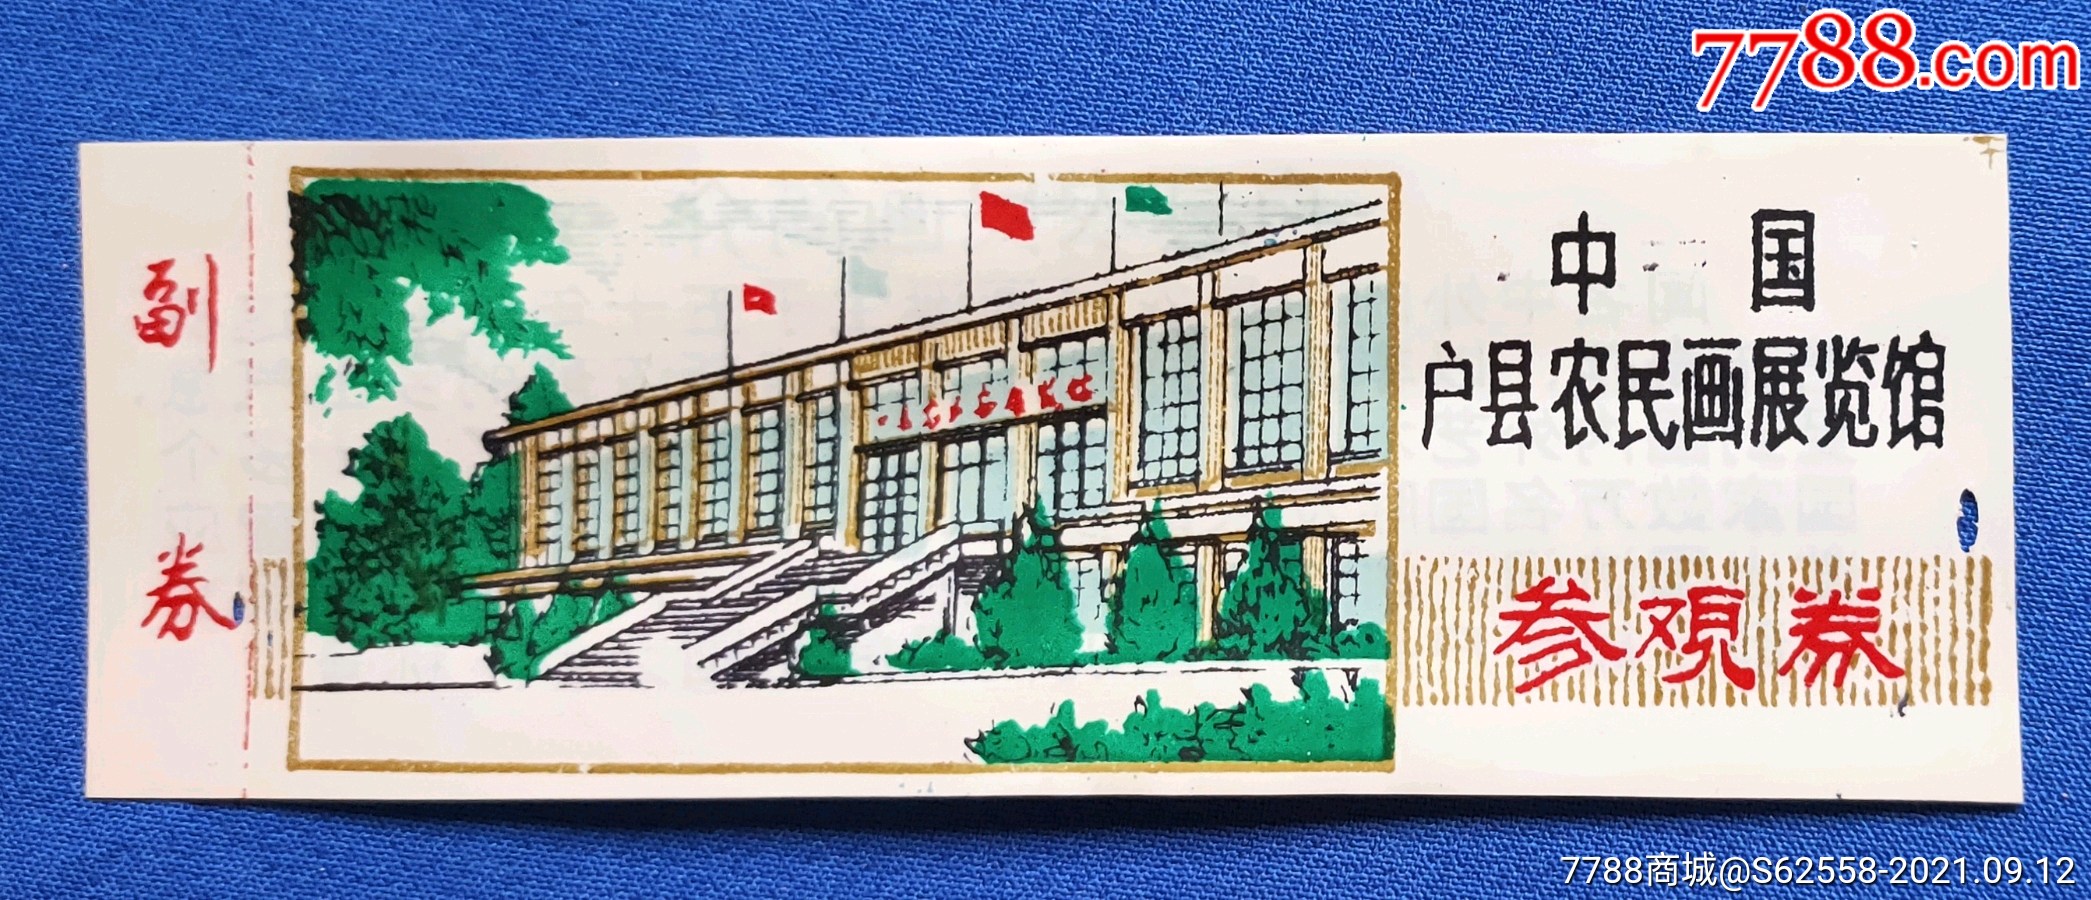 7788.com
中国
户县农民画展览馆
参观券
副券
7788商城@S62558-2021.09.12